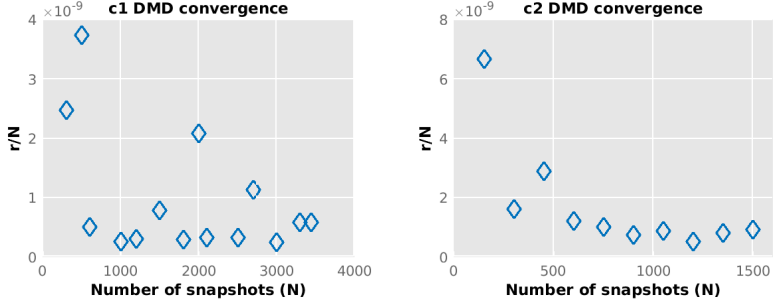 c1 DMD convergence
×10⁻⁹
4
3
2
1
0
r/N
0 1000 2000 3000 4000
Number of snapshots (N)
c2 DMD convergence
×10⁻⁹
8
6
4
2
0
r/N
0 500 1000 1500
Number of snapshots (N)